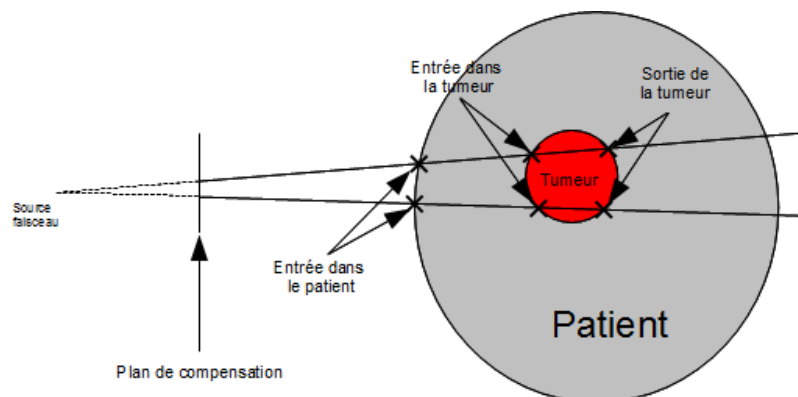 Entrée dans
la tumeur
Sortie de
la tumeur
Tumeur
Source
faisceau
Entrée dans
le patient
Patient
Plan de compensation